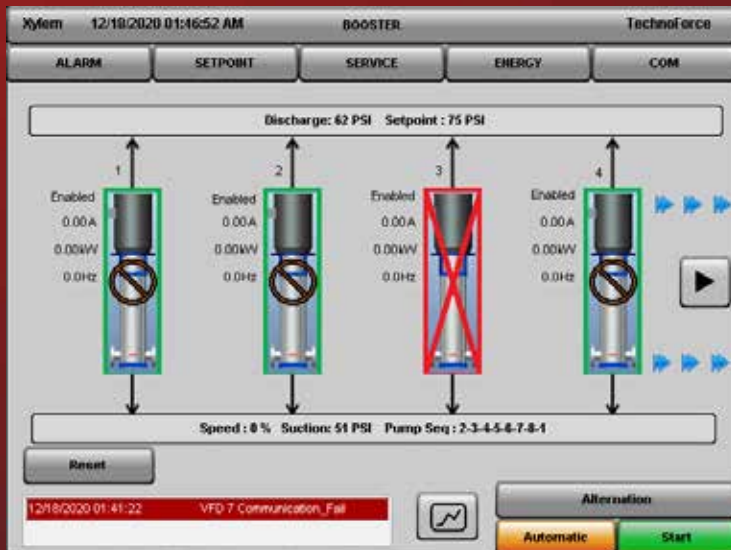 Xylem 12/18/2020 01:46:52 AM BOOSTER TechnoForce
ALARM SETPOINT SERVICE ENERGY COM
Discharge: 62 PSI Setpoint : 75 PSI
1 2 3 4
Enabled Enabled Enabled Enabled
0.00A 0.00A 0.00A 0.00A
0.00kW 0.00kW 0.00kW 0.00kW
0.0Hz 0.0Hz 0.0Hz 0.0Hz
Speed : 0 % Suction: 51 PSI Pump Seq : 2-3-4-5-6-7-8-1
Reset
12/18/2020 01:41:22 VFD 7 Communication_Fail
Alternation
Automatic Start